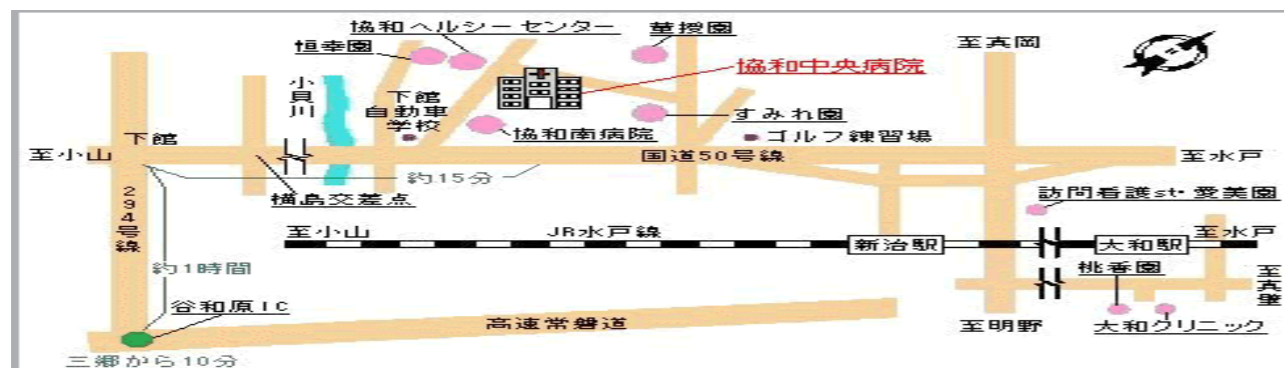 協和ヘルシーセンター
華授園
恒幸園
至真岡
協和中央病院
小貝川
下館
自動車
学校
すみれ園
協和南病院
ゴルフ練習場
下館
至小山
国道50号線
至水戸
約15分
横島交差点
294号線
訪問看護st・愛美園
至小山
JR水戸線
新治駅
大和駅
至水戸
約1時間
桃香園
至真壁
谷和原IC
高速常磐道
至明野
大和クリニック
三郷から10分